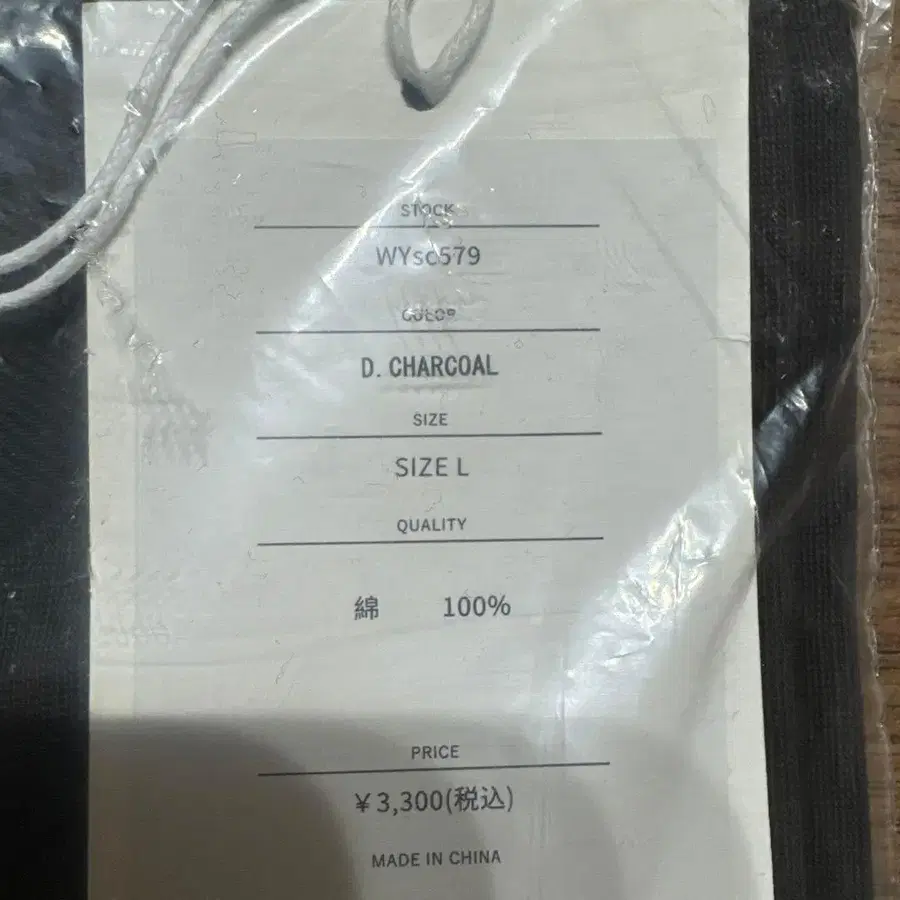 STOCK
WYsc579
COLOR
D. CHARCOAL
SIZE
SIZE L
QUALITY
綿 100%
PRICE
¥3,300(税込)
MADE IN CHINA